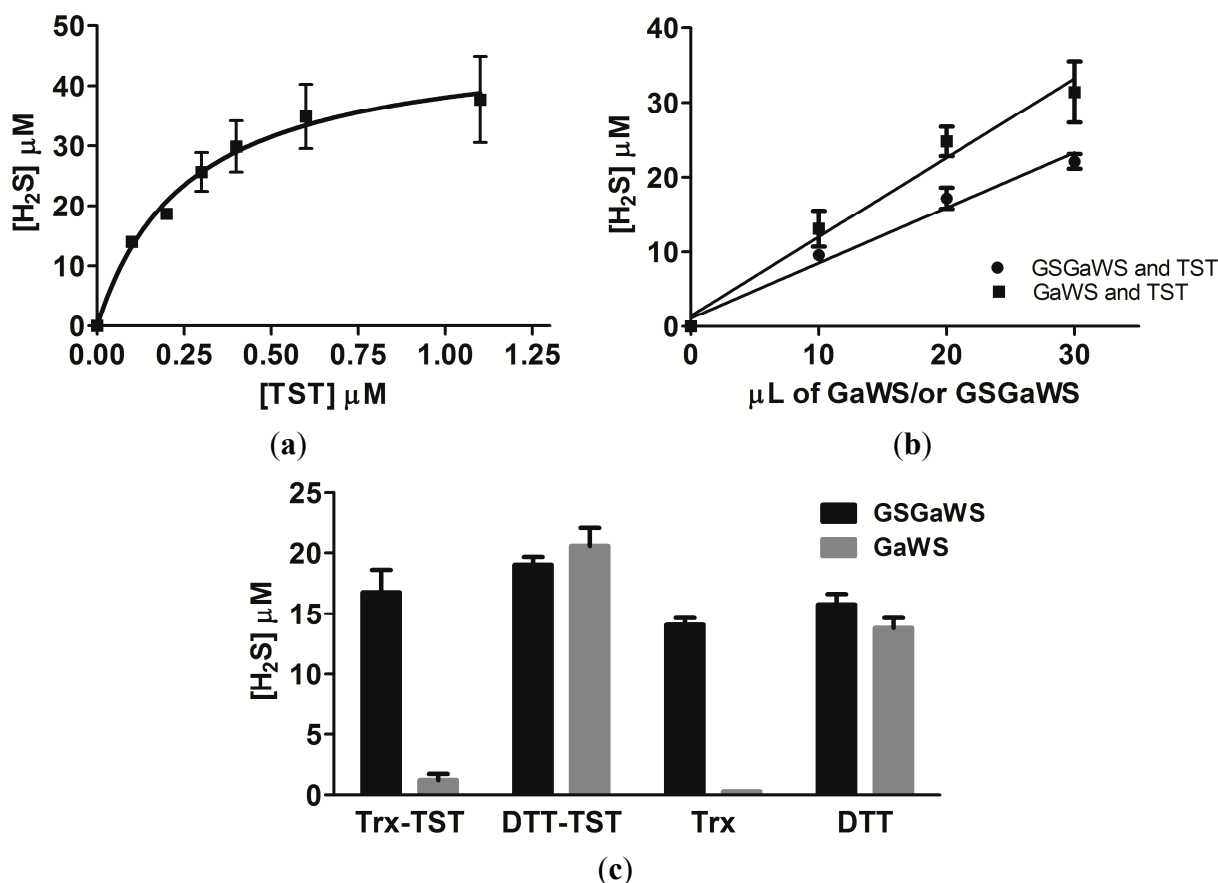 50
40
30
20
10
0
[H₂S] μM
0.00 0.25 0.50 0.75 1.00 1.25
[TST] μM
(a)
40
30
20
10
0
[H₂S] μM
GSGaWS and TST
GaWS and TST
0 10 20 30
μL of GaWS/or GSGaWS
(b)
25
20
15
10
5
0
[H₂S] μM
GSGaWS
GaWS
Trx-TST DTT-TST Trx DTT
(c)